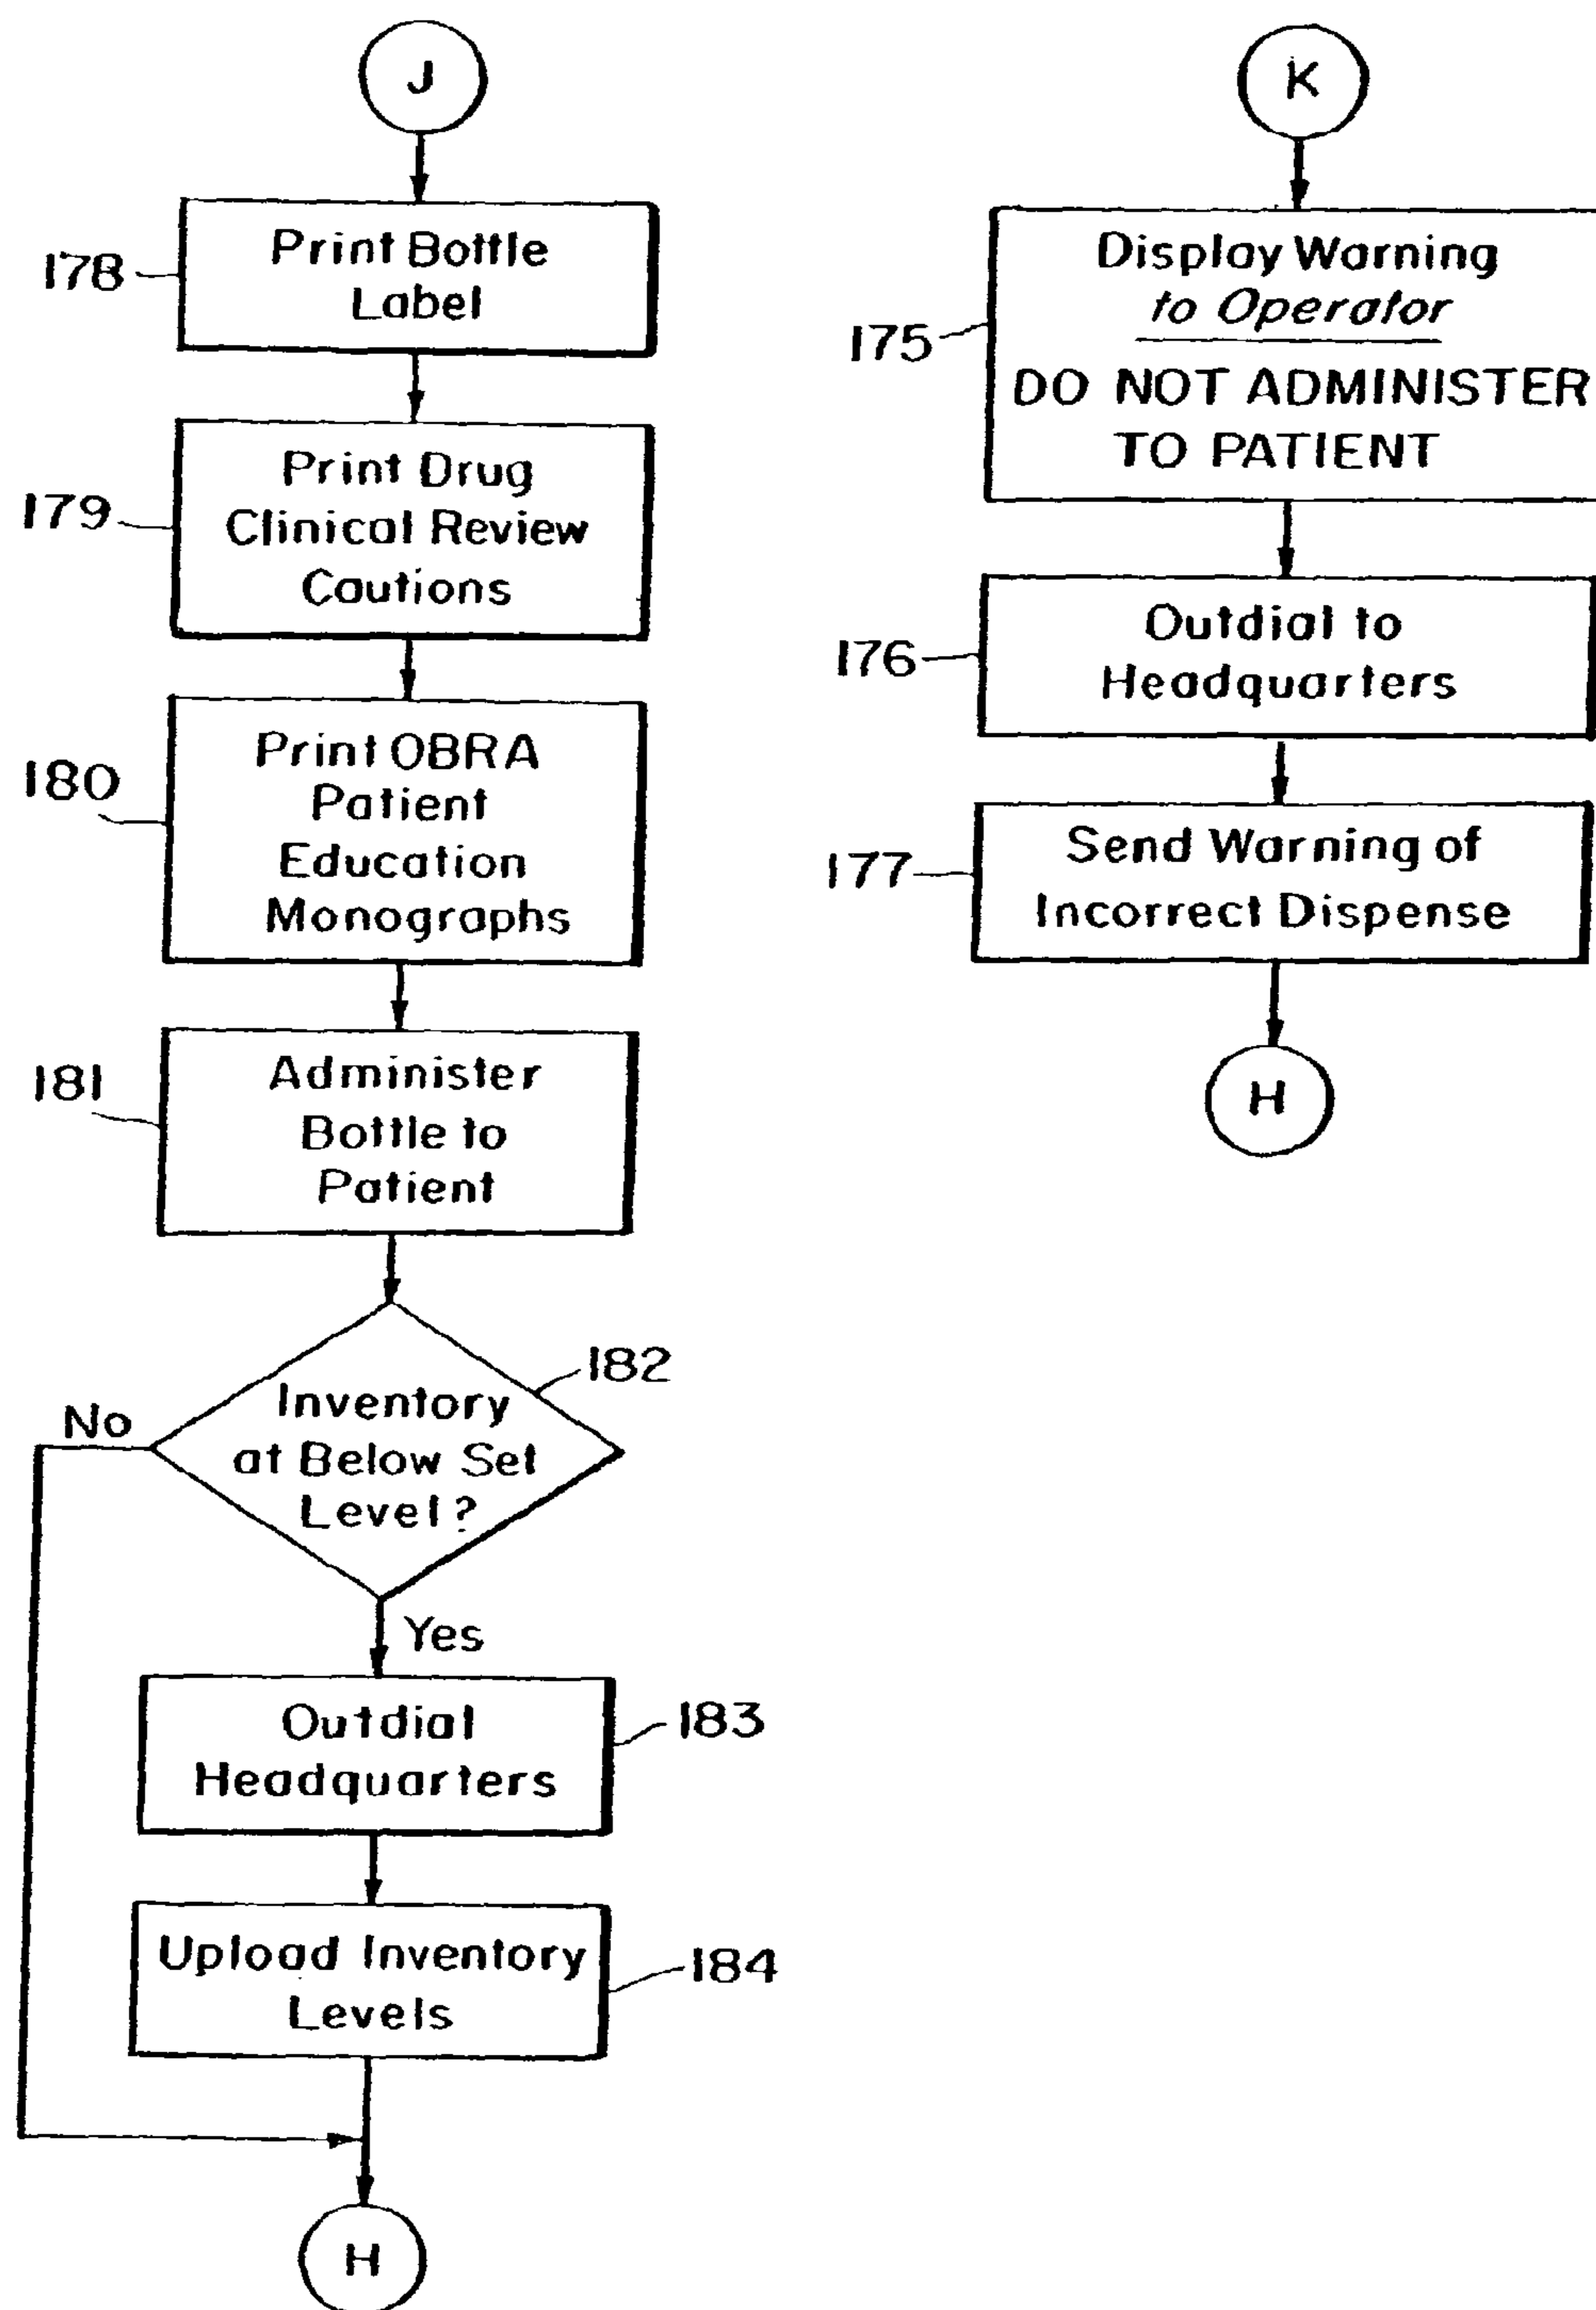 J
178
Print Bottle
Label
179
Print Drug
Clinical Review
Cautions
180
Print OBRA
Patient
Education
Monographs
181
Administer
Bottle to
Patient
182
Inventory
at Below Set
Level?
No
Yes
Outdial
Headquarters
183
Upload Inventory
Levels
184
H
K
175
Display Warning
to Operator
DO NOT ADMINISTER
TO PATIENT
176
Outdial to
Headquarters
177
Send Warning of
Incorrect Dispense
H